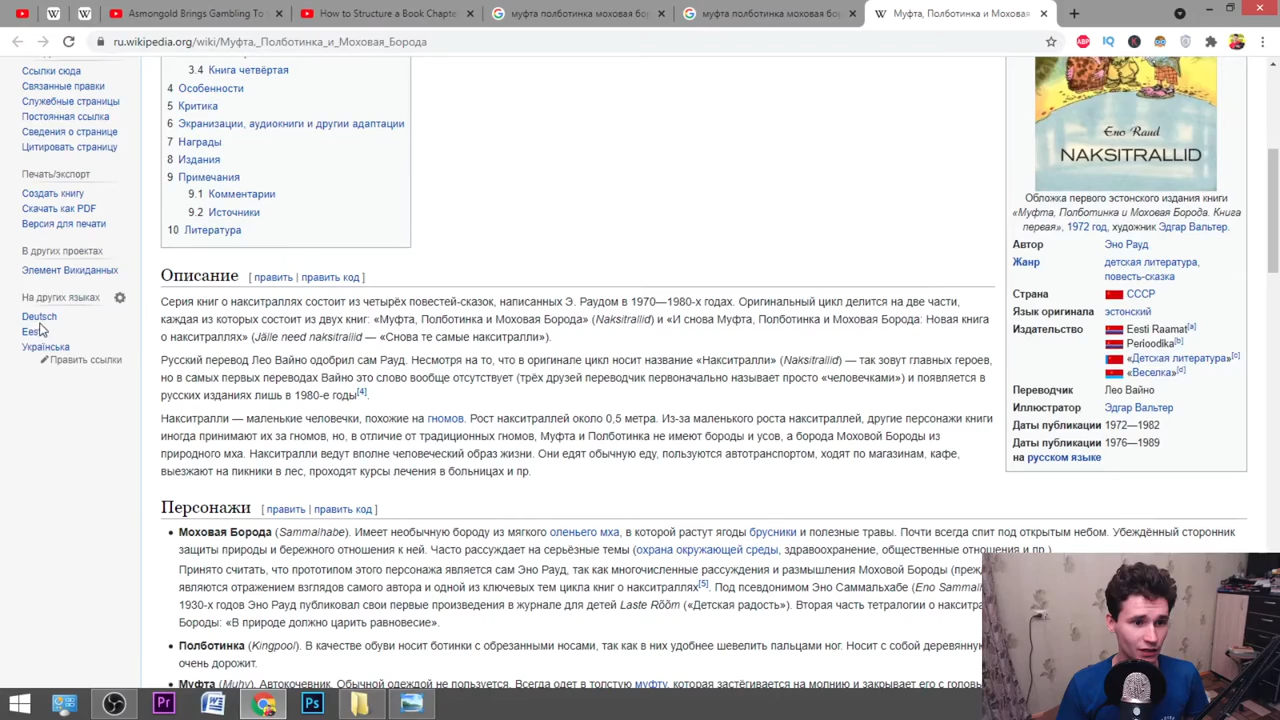 Asmongold Brings Gambling To
How to Structure a Book Chapte
муфта полботинка моховая бор
муфта полботинка моховая бор
Муфта, Полботинка и Моховая
ru.wikipedia.org/wiki/Муфта,_Полботинка_и_Моховая_Борода
Ссылки сюда
Связанные правки
Служебные страницы
Постоянная ссылка
Сведения о странице
Цитировать страницу
Печать/экспорт
Создать книгу
Скачать как PDF
Версия для печати
В других проектах
Элемент Викиданных
На других языках
Deutsch
Українська
Править ссылки
3.4 Книга четвёртая
4 Особенности
5 Критика
6 Экранизации, аудиокниги и другии адаптации
7 Награды
8 Издания
9 Примечания
9.1 Комментарии
9.2 Источники
10 Литература
Описание [ править | править код ]
Серия книг о накситраллях состоит из четырёх повестей-сказок, написанных Э. Раудом в 1970—1980-х годах. Оригинальный цикл делится на две части,
каждая из которых состоит из двух книг: «Муфта, Полботинка и Моховая Борода» (Naksitrallid) и «И снова Муфта, Полботинка и Моховая Борода: Новая книга
о накситраллях» (Jälle need naksitrallid — «Снова те самые накситралли»).
Русский перевод Лео Вайно одобрил сам Рауд. Несмотря на то, что в оригинале цикл носит название «Накситралли» (Naksitrallid) — так зовут главных героев,
но в самых первых переводах Вайно это слово вообще отсутствует (трёх друзей переводчик первоначально называет просто «человечками») и появляется в
русских изданиях лишь в 1980-е годы[4].
Накситралли — маленькие человечки, похожие на гномов. Рост накситраллей около 0,5 метра. Из-за маленького роста накситраллей, другие персонажи книги
иногда принимают их за гномов, но, в отличие от традиционных гномов, Муфта и Полботинка не имеют бороды и усов, а борода Моховой Бороды из
природного мха. Накситралли ведут вполне человеческий образ жизни. Они едят обычную еду, пользуются автотранспортом, ходят по магазинам, кафе,
выезжают на пикники в лес, проходят курсы лечения в больницах и пр.
Персонажи [ править | править код ]
• Моховая Борода (Sammalhabe). Имеет необычную бороду из мягкого оленьего мха, в которой растут ягоды брусники и полезные травы. Почти всегда спит под открытым небом. Убеждённый сторонник
защиты природы и бережного отношения к ней. Часто рассуждает на серьёзные темы (охрана окружающей среды, здравоохранение, общественные отношения и пр.)
Принято считать, что прототипом этого персонажа является сам Эно Рауд, так как многочисленные рассуждения и размышления Моховой Бороды
являются отражением взглядов самого автора и одной из ключевых тем цикла книг о накситраллях[5]. Под псевдонимом Эно Саммальхабе (Eno
1930-х годов Эно Рауд публиковал свои первые произведения в журнале для детей Laste Rõõm («Детская радость»). Вторая часть тетралогии о
Бороды: «В природе должно царить равновесие».
• Полботинка (Kingpool). В качестве обуви носит ботинки с обрезанными носами, так как в них удобнее шевелить пальцами ног. Носит с собой
очень дорожит.
• Муфта (Muhv). Автокочевник. Обычной одеждой не пользуется. Всегда одет в толстую муфту, которая застёгивается на молнию и закрывает его с
Eno Raud
NAKSITRALLID
Обложка первого эстонского издания книги
«Муфта, Полботинка и Моховая Борода. Книга
первая», 1972 год, художник Эдгар Вальтер.
Автор Эно Рауд
Жанр детская литература,
повесть-сказка
Страна СССР
Язык оригинала эстонский
Издательство Eesti Raamat[a]
Perioodika[b]
«Детская литература»[c]
«Веселка»[d]
Переводчик Лео Вайно
Иллюстратор Эдгар Вальтер
Даты публикации 1972—1982
Даты публикации 1976—1989
на русском языке